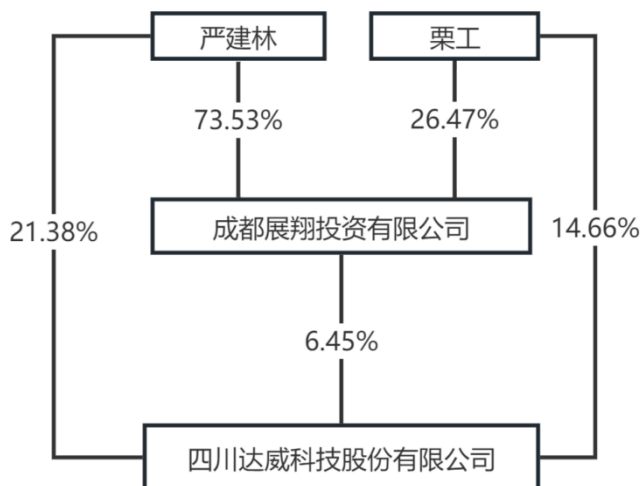 严建林
栗工
73.53%
26.47%
成都展翔投资有限公司
21.38%
14.66%
6.45%
四川达威科技股份有限公司